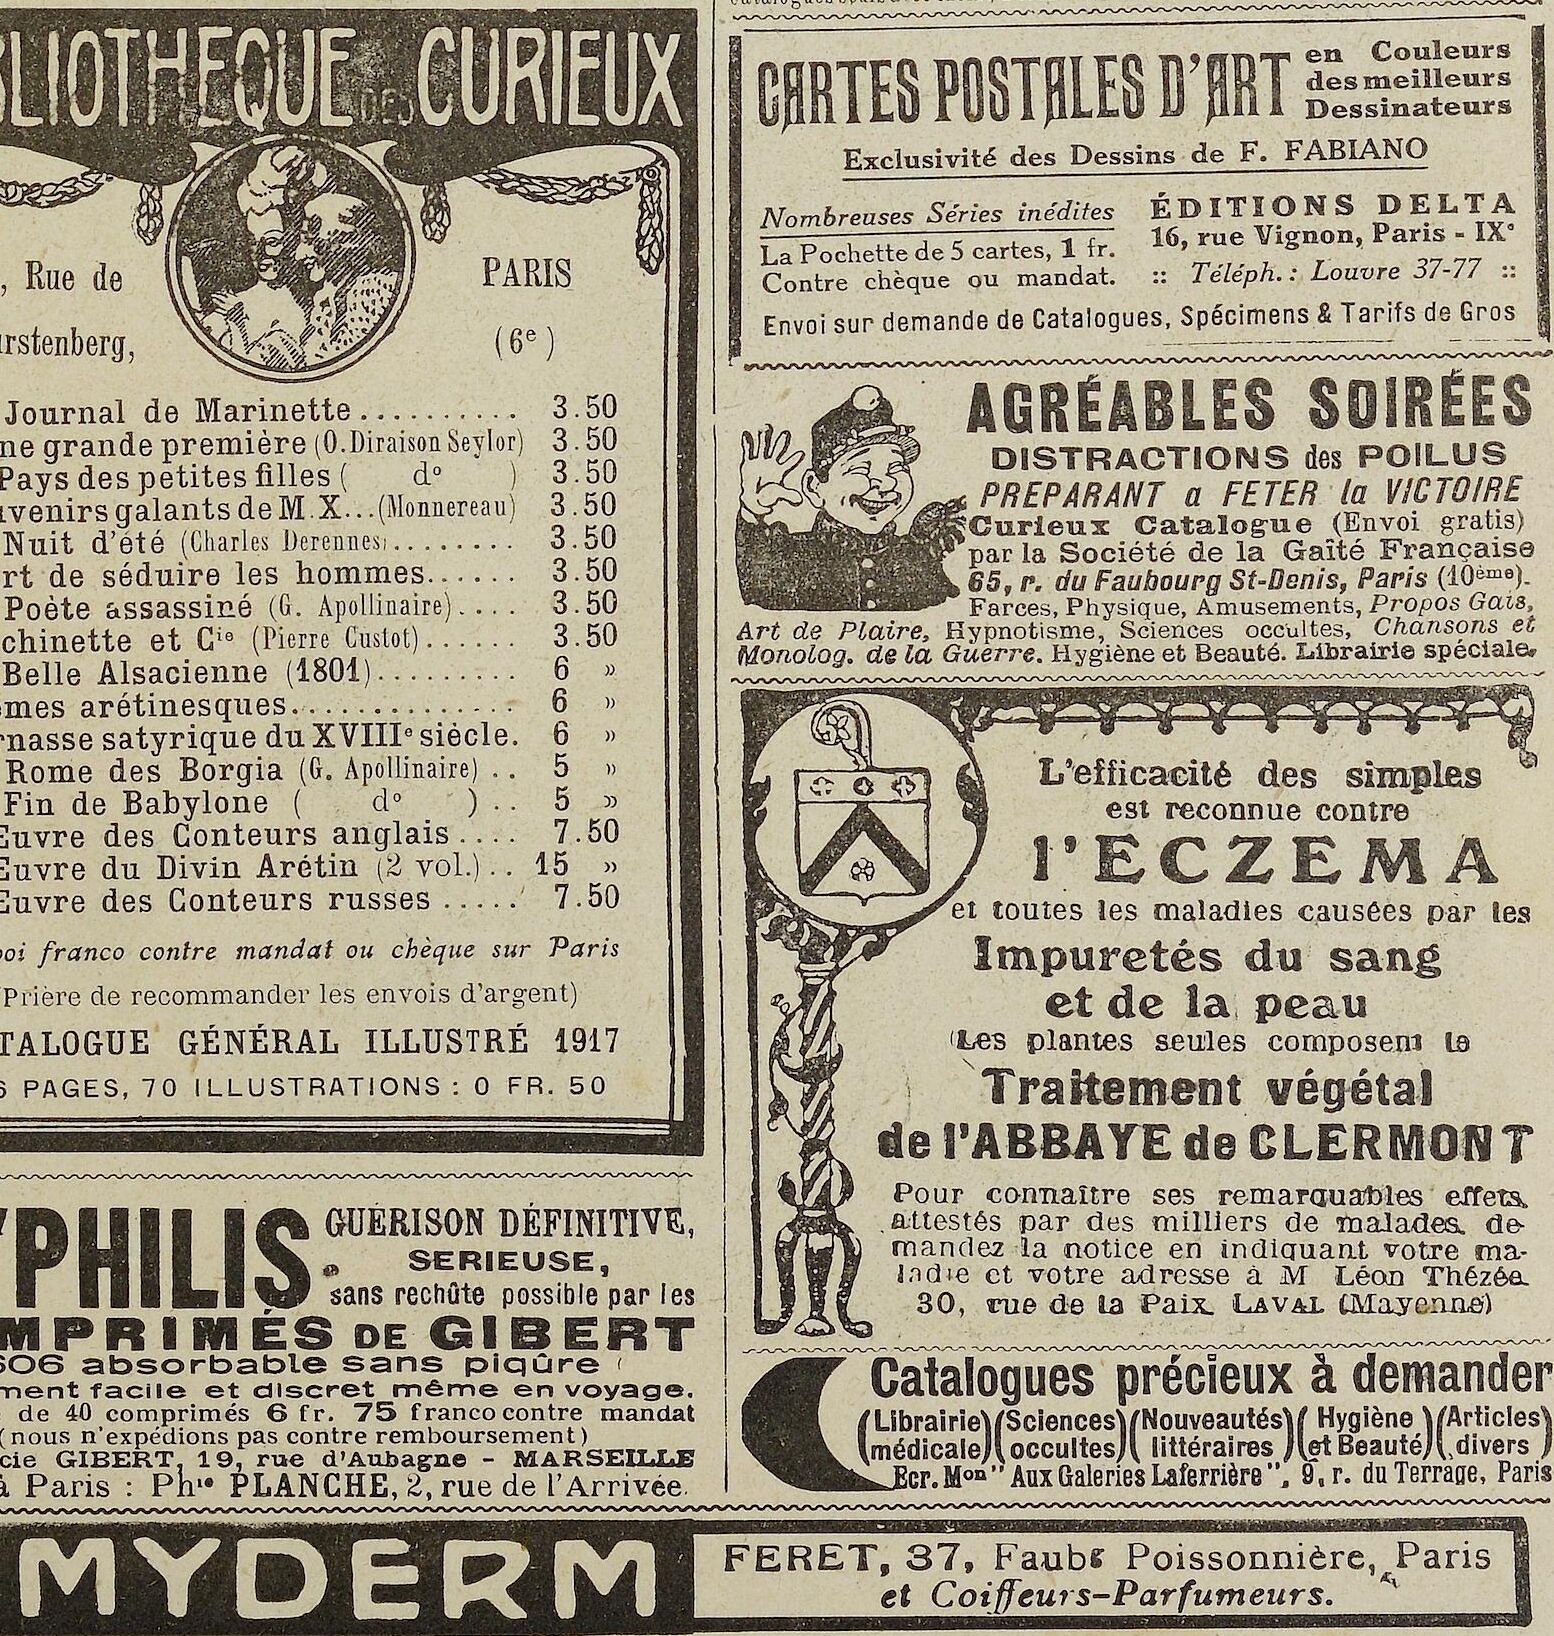 BLIOTHEQUE DES CURIEUX
, Rue de
PARIS
urstenberg,
(6e)
Journal de Marinette.......... 3.50
ne grande première (O. Diraison Seylor) 3.50
Pays des petites filles ( do ) 3.50
uvenirs galants de M. X...(Monnereau) 3.50
Nuit d'été (Charles Derennes)........ 3.50
rt de séduire les hommes...... 3.50
Poète assassiné (G. Apollinaire).... 3.50
chinette et Cie (Pierre Custot)...... 3.50
Belle Alsacienne (1801)......... 6 »
mes arétinesques.............. 6 »
rnasse satyrique du XVIIIe siècle. 6 »
Rome des Borgia (G. Apollinaire) .. 5 »
Fin de Babylone ( do ) .. 5 »
Œuvre des Conteurs anglais .... 7.50
Œuvre du Divin Arétin (2 vol.).. 15 »
Œuvre des Conteurs russes ..... 7.50
oi franco contre mandat ou chèque sur Paris
(Prière de recommander les envois d'argent)
TALOGUE GÉNÉRAL ILLUSTRÉ 1917
6 PAGES, 70 ILLUSTRATIONS : 0 FR. 50
YPHILIS GUÉRISON DÉFINITIVE,
SERIEUSE,
sans rechûte possible par les
MPRIMÉS DE GIBERT
606 absorbable sans piqûre
ment facile et discret même en voyage.
de 40 comprimés 6 fr. 75 franco contre mandat
(nous n'expédions pas contre remboursement)
cie GIBERT, 19, rue d'Aubagne - MARSEILLE
à Paris : Phie PLANCHE, 2, rue de l'Arrivée.
CARTES POSTALES D'ART
en Couleurs
des meilleurs
Dessinateurs
Exclusivité des Dessins de F. FABIANO
Nombreuses Séries inédites
La Pochette de 5 cartes, 1 fr.
Contre chèque ou mandat.
ÉDITIONS DELTA
16, rue Vignon, Paris - IXe
:: Téléph. : Louvre 37-77 ::
Envoi sur demande de Catalogues, Spécimens & Tarifs de Gros
AGRÉABLES SOIRÉES
DISTRACTIONS des POILUS
PREPARANT a FETER la VICTOIRE
Curieux Catalogue (Envoi gratis)
par la Société de la Gaîté Française
65, r. du Faubourg St-Denis, Paris (10ème).
Farces, Physique, Amusements, Propos Gais,
Art de Plaire, Hypnotisme, Sciences occultes, Chansons et
Monolog. de la Guerre. Hygiène et Beauté. Librairie spéciale.
L'efficacité des simples
est reconnue contre
l'ECZEMA
et toutes les maladies causées par les
Impuretés du sang
et de la peau
(Les plantes seules composent le
Traitement végétal
de l'ABBAYE de CLERMONT
Pour connaître ses remarquables effets
attestés par des milliers de malades, de-
mandez la notice en indiquant votre ma-
ladie et votre adresse à M Léon Thézée
30, rue de la Paix LAVAL (Mayenne)
Catalogues précieux à demander
(Librairie) (Sciences) (Nouveautés) ( Hygiène ) (Articles)
(médicale) (occultes) ( littéraires ) (et Beauté) ( divers )
Ecr. Mon "Aux Galeries Laferrière", 9, r. du Terrage, Paris
MYDERM
FERET, 37, Faubg Poissonnière, Paris
et Coiffeurs-Parfumeurs.